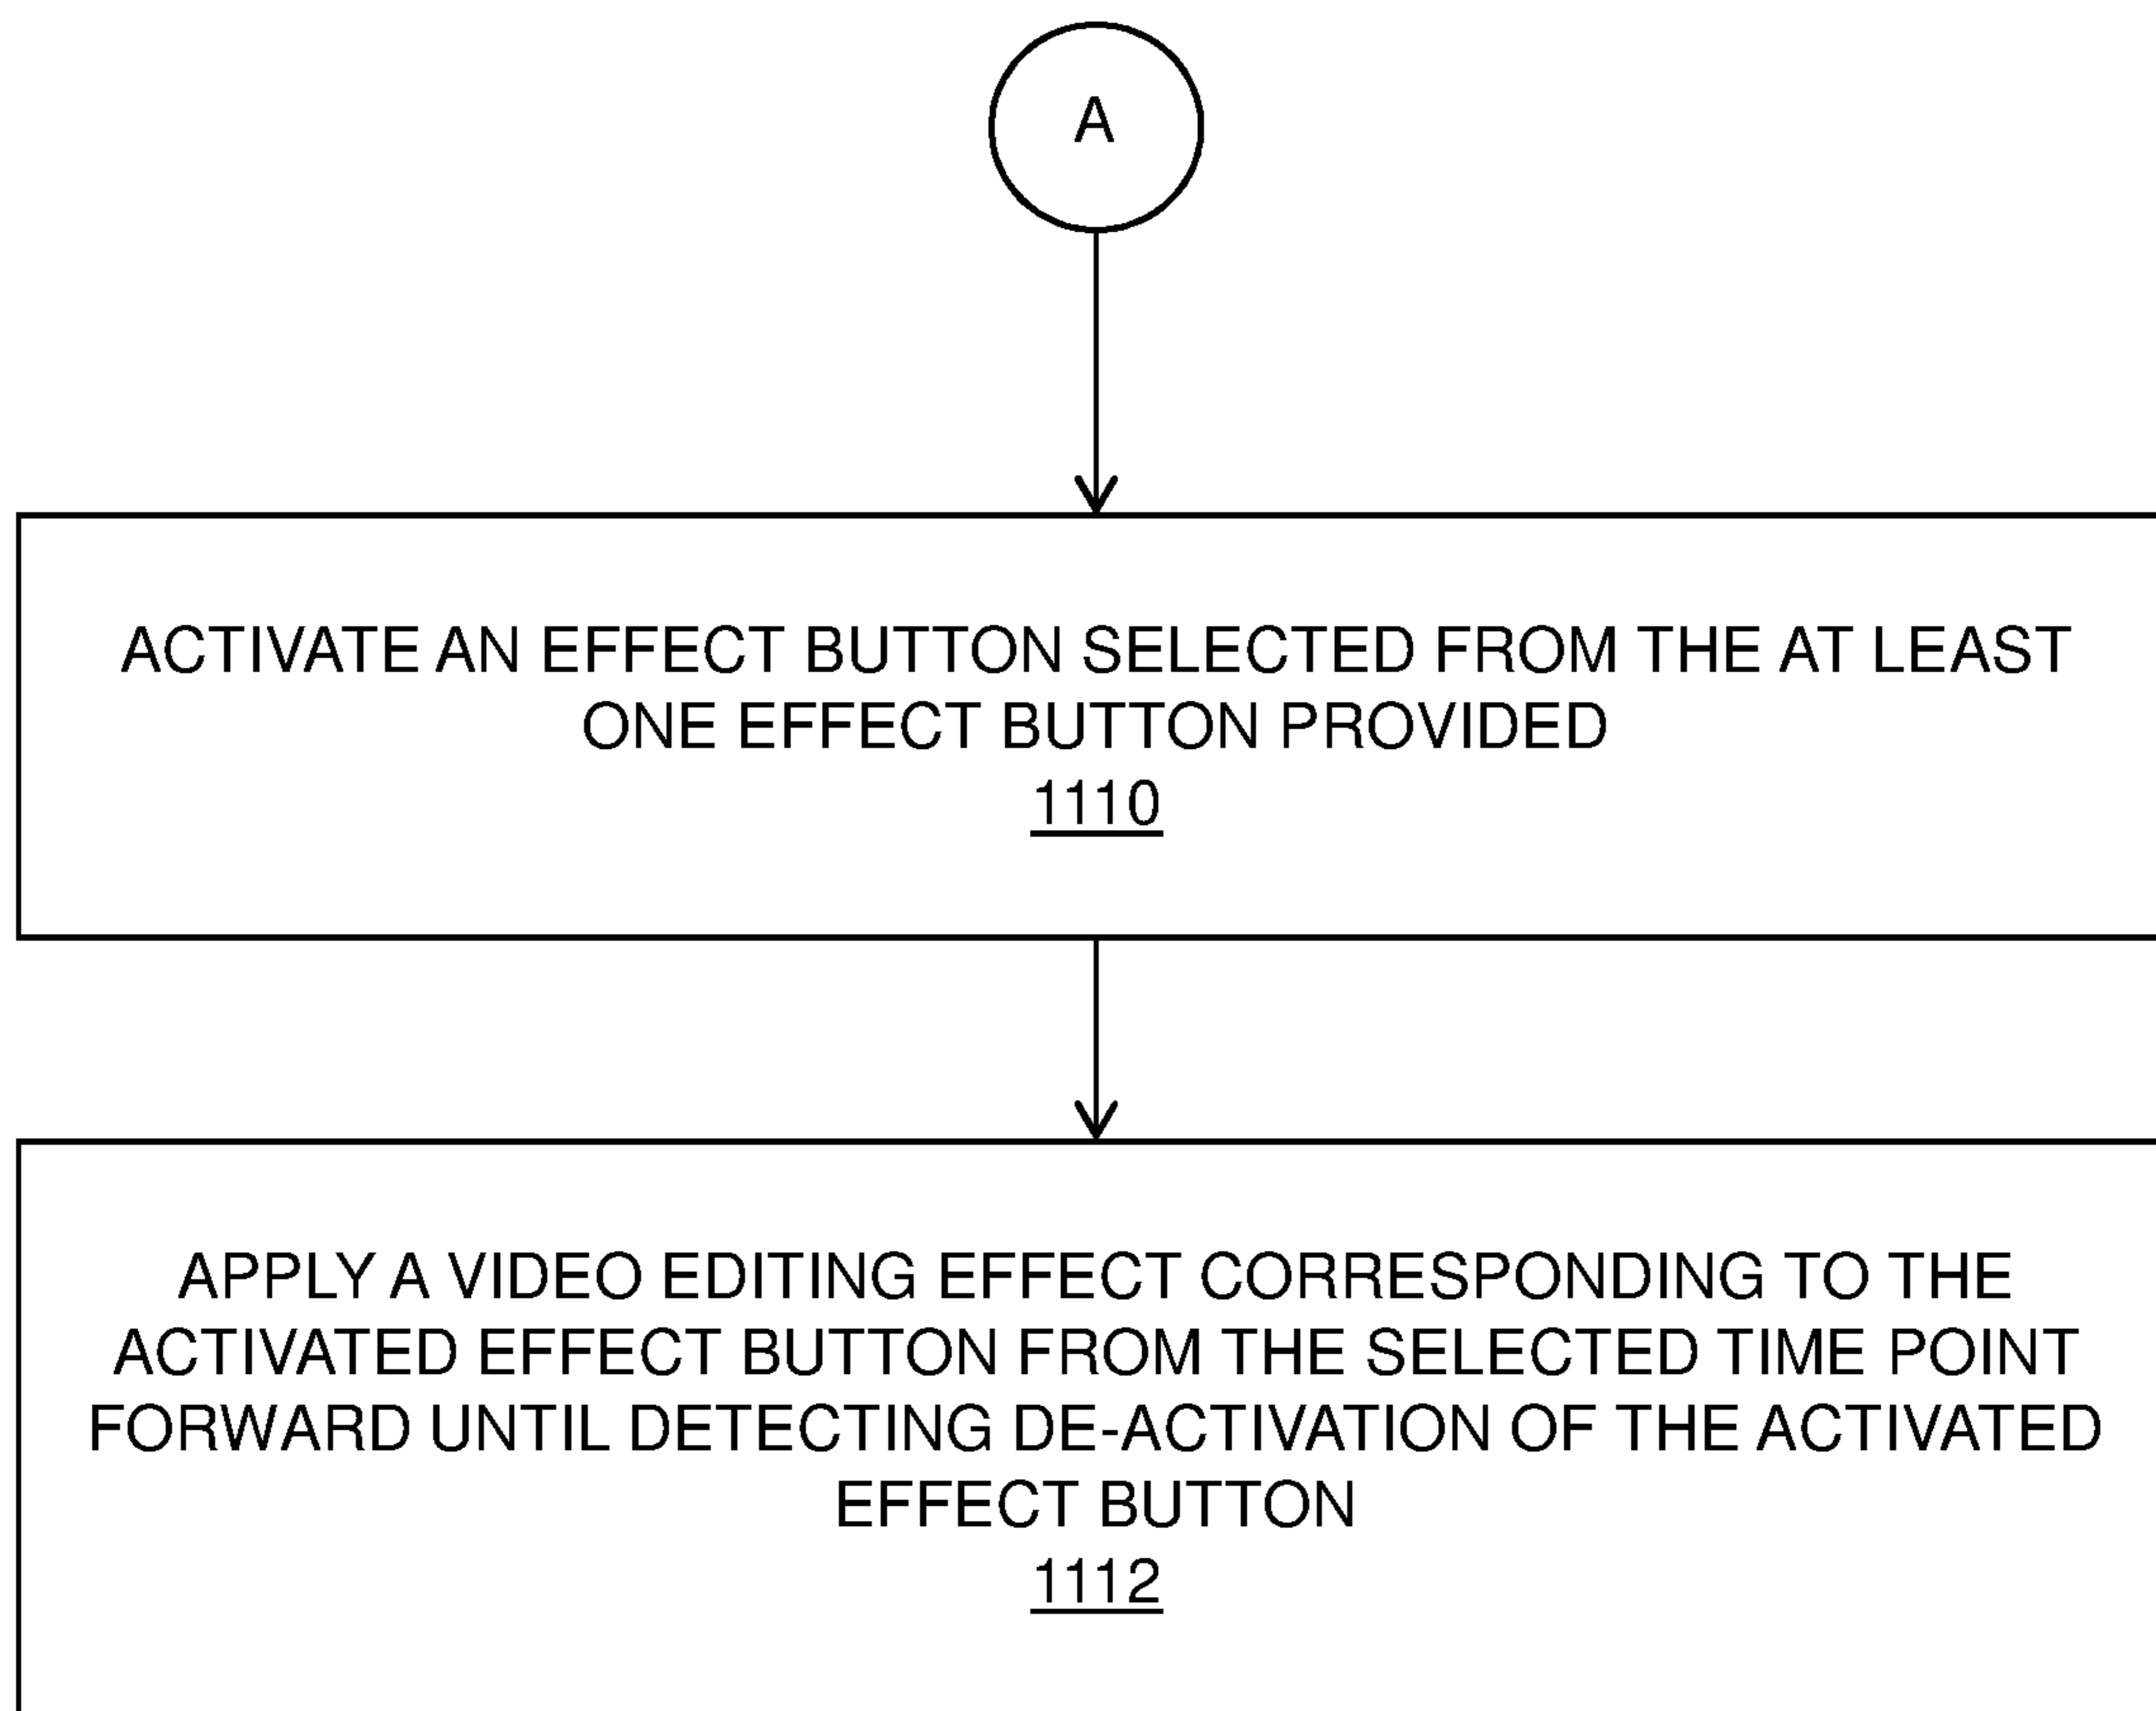 A
ACTIVATE AN EFFECT BUTTON SELECTED FROM THE AT LEAST
ONE EFFECT BUTTON PROVIDED
1110
APPLY A VIDEO EDITING EFFECT CORRESPONDING TO THE
ACTIVATED EFFECT BUTTON FROM THE SELECTED TIME POINT
FORWARD UNTIL DETECTING DE-ACTIVATION OF THE ACTIVATED
EFFECT BUTTON
1112